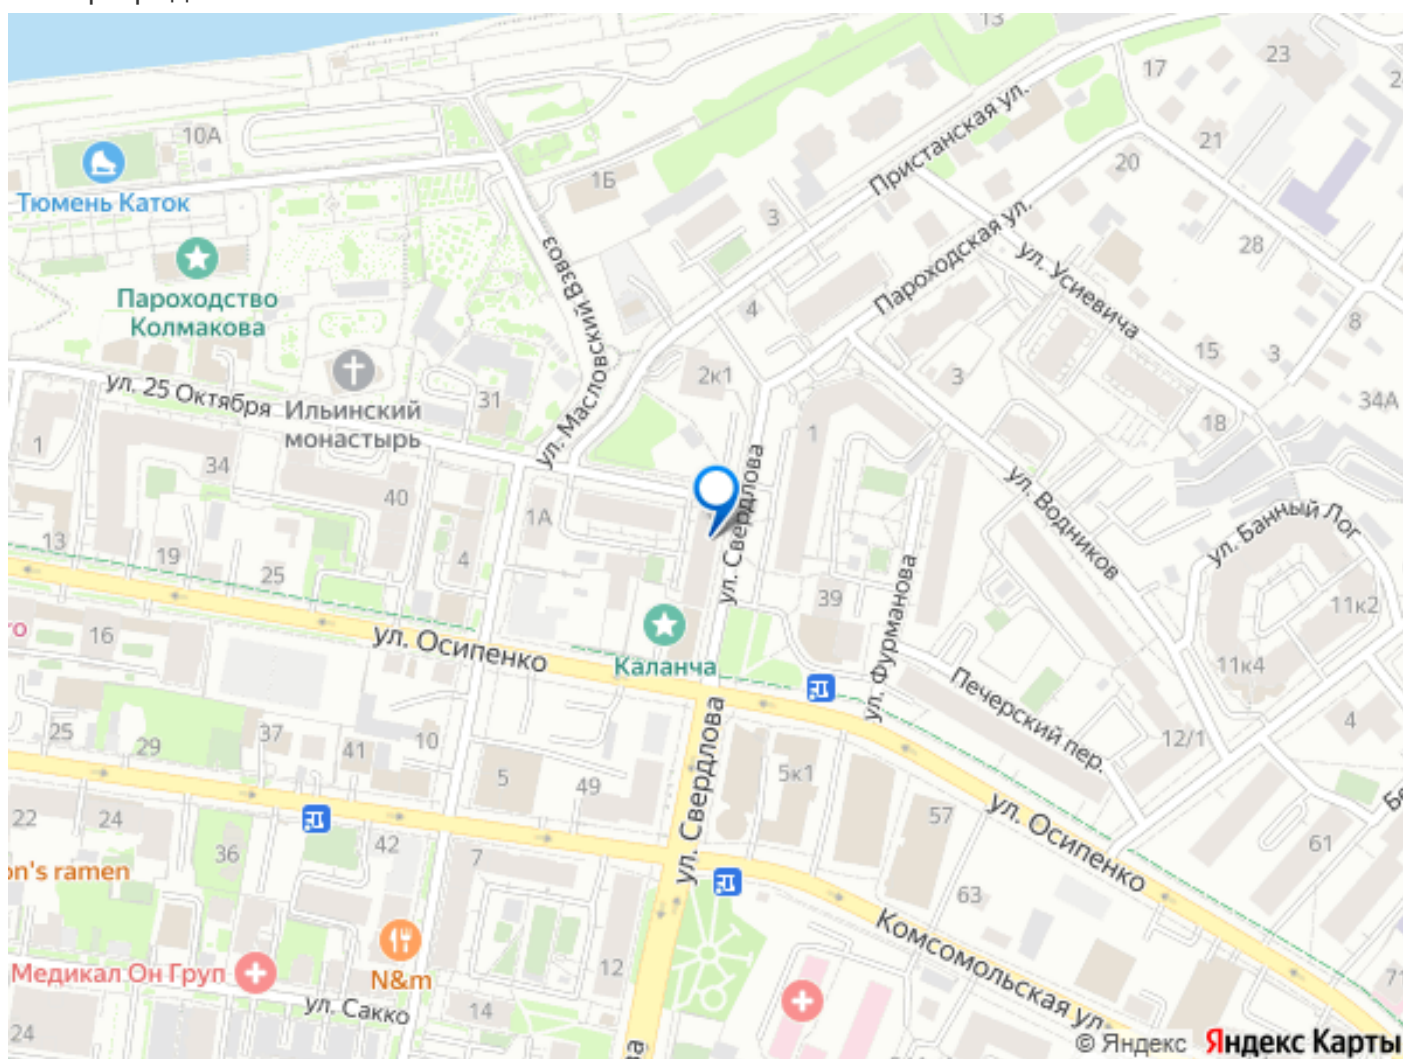 13
23
17
10А
Тюмень Каток
1Б
Пристанская ул.
21
20
3
Пароходская ул.
28
ул. Усиевича
Пароходство
Колмакова
ул. Масловский Взвоз
4
8
15
3
2к1
3
34А
ул. 25 Октября
Ильинский
монастырь
31
18
1
1
34
40
1А
ул. Свердлова
ул. Водников
ул. Банный Лог
13
19
25
4
39
11к2
16
ул. Осипенко
Каланча
ул. Фурманова
11к4
Печерский пер.
25
29
37
41
10
12/1
4
5
49
ул. Свердлова
5к1
57
ул. Осипенко
22
24
36
42
7
61
on's ramen
63
Комсомольская ул.
Медикал Он Груп
N&m
12
71
ул. Сакко
14
24
© Яндекс Яндекс Карты